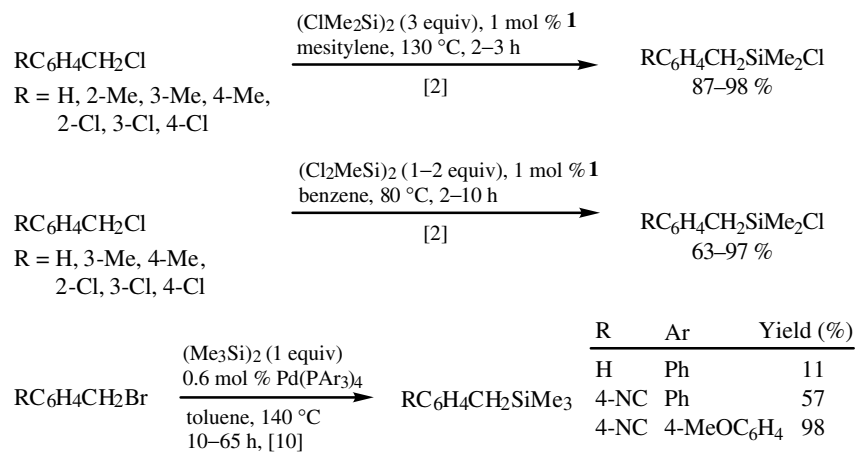 (ClMe2Si)2 (3 equiv), 1 mol % 1
mesitylene, 130 °C, 2–3 h
RC6H4CH2Cl
RC6H4CH2SiMe2Cl
R = H, 2-Me, 3-Me, 4-Me,
2-Cl, 3-Cl, 4-Cl
[2]
87–98 %
(Cl2MeSi)2 (1–2 equiv), 1 mol % 1
benzene, 80 °C, 2–10 h
RC6H4CH2Cl
RC6H4CH2SiMe2Cl
R = H, 3-Me, 4-Me,
2-Cl, 3-Cl, 4-Cl
[2]
63–97 %
(Me3Si)2 (1 equiv)
0.6 mol % Pd(PAr3)4
RC6H4CH2Br
RC6H4CH2SiMe3
toluene, 140 °C
10–65 h, [10]
R Ar Yield (%)
H Ph 11
4-NC Ph 57
4-NC 4-MeOC6H4 98